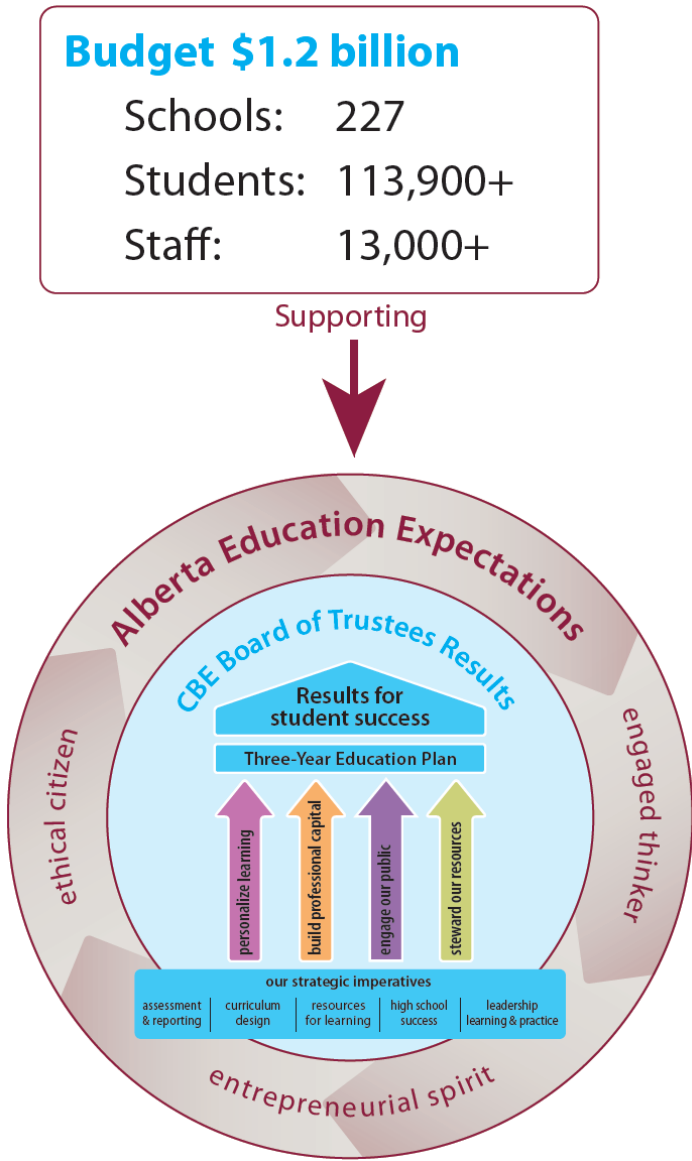 Budget $1.2 billion
Schools: 227
Students: 113,900+
Staff: 13,000+
Supporting
Alberta Education Expectations
CBE Board of Trustees Results
Results for
student success
Three-Year Education Plan
personalize learning
build professional capital
engage our public
steward our resources
ethical citizen
engaged thinker
our strategic imperatives
assessment
& reporting
curriculum
design
resources
for learning
high school
success
leadership
learning & practice
entrepreneurial spirit